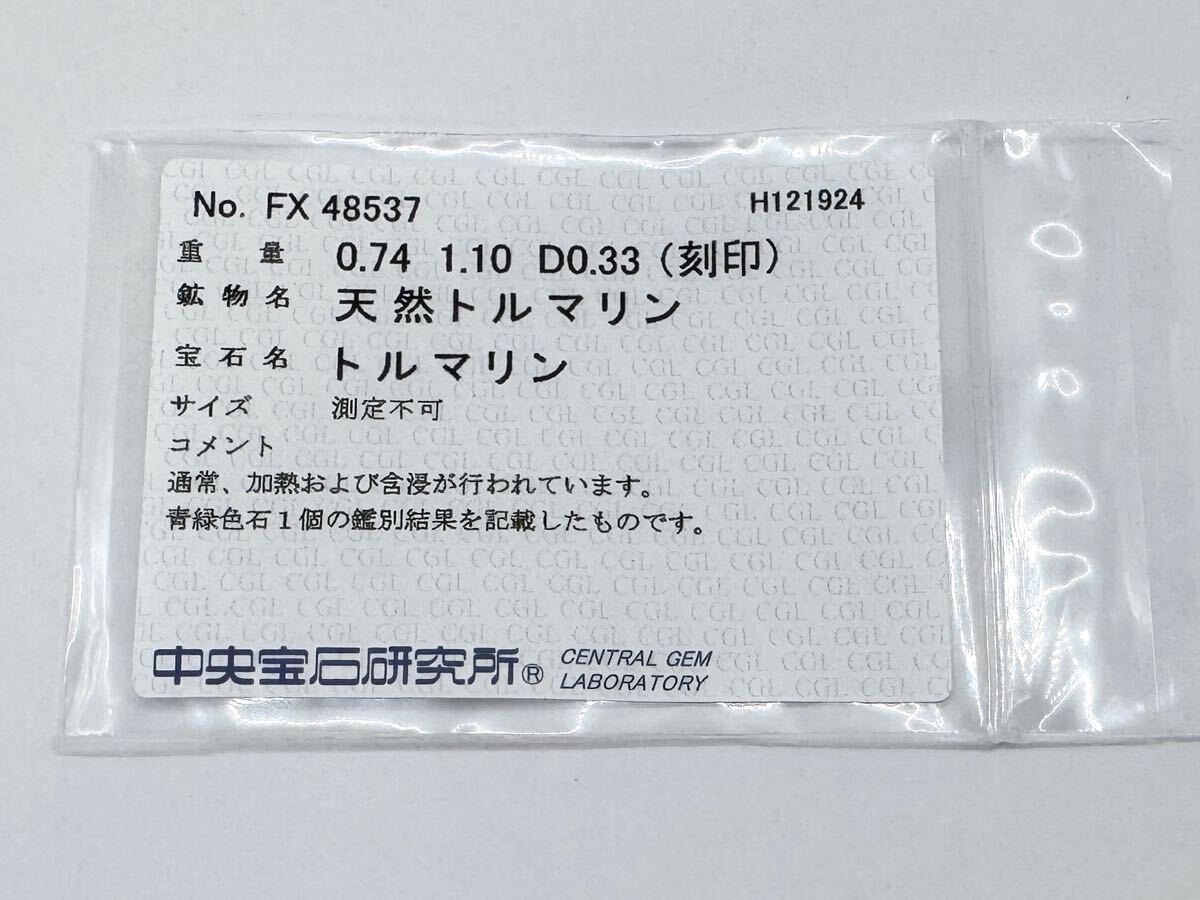 No. FX 48537 H121924
重量 0.74 1.10 D0.33 (刻印)
鉱物名 天然トルマリン
宝石名 トルマリン
サイズ 測定不可
コメント
通常、加熱および含浸が行われています。
青緑色石1個の鑑別結果を記載したものです。
中央宝石研究所® CENTRAL GEM
LABORATORY